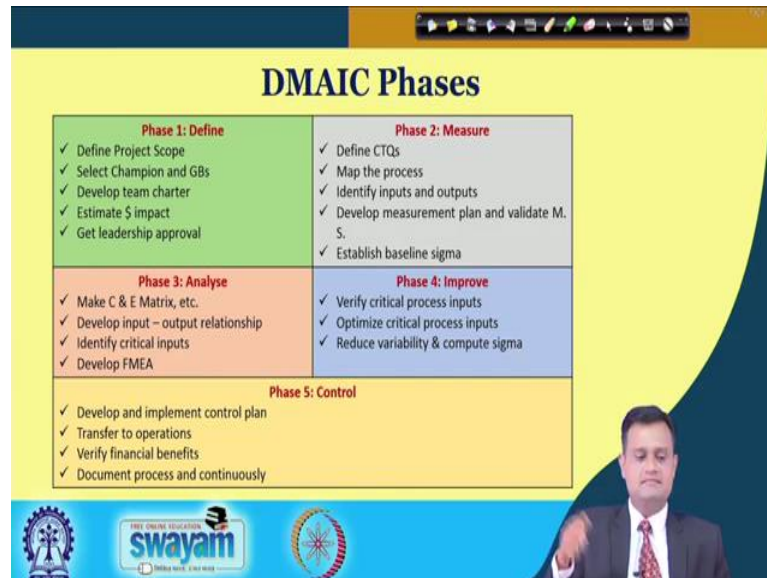 DMAIC Phases
Phase 1: Define
✓ Define Project Scope
✓ Select Champion and GBs
✓ Develop team charter
✓ Estimate $ impact
✓ Get leadership approval
Phase 2: Measure
✓ Define CTQs
✓ Map the process
✓ Identify inputs and outputs
✓ Develop measurement plan and validate M.
S.
✓ Establish baseline sigma
Phase 3: Analyse
✓ Make C & E Matrix, etc.
✓ Develop input – output relationship
✓ Identify critical inputs
✓ Develop FMEA
Phase 4: Improve
✓ Verify critical process inputs
✓ Optimize critical process inputs
✓ Reduce variability & compute sigma
Phase 5: Control
✓ Develop and implement control plan
✓ Transfer to operations
✓ Verify financial benefits
✓ Document process and continuously
FREE ONLINE EDUCATION
swayam